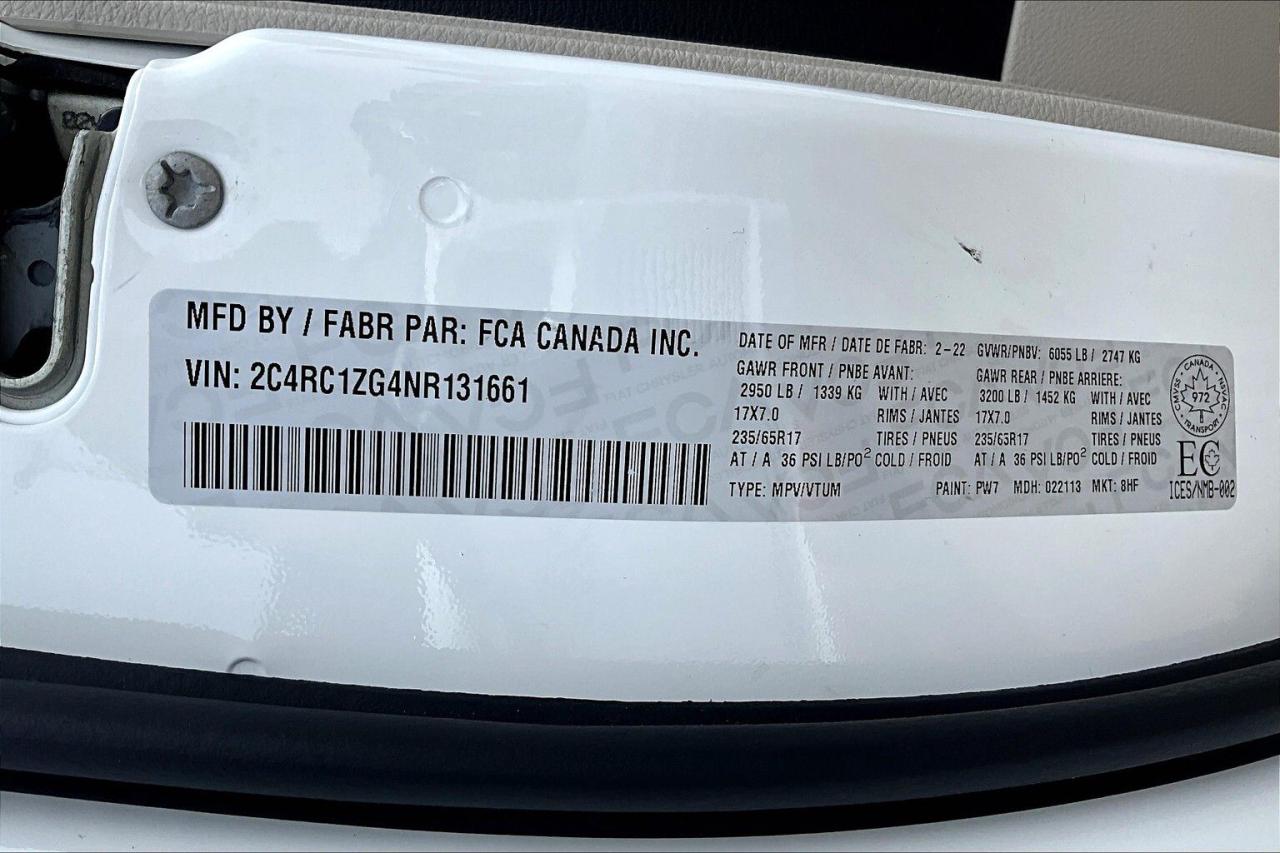 MFD BY / FABR PAR: FCA CANADA INC.
VIN: 2C4RC1ZG4NR131661
DATE OF MFR / DATE DE FABR: 2-22 GVWR/PNBV: 6055 LB / 2747 KG
GAWR FRONT / PNBE AVANT: GAWR REAR / PNBE ARRIERE:
2950 LB / 1339 KG WITH / AVEC 3200 LB / 1452 KG WITH / AVEC
17X7.0 RIMS / JANTES 17X7.0 RIMS / JANTES
235/65R17 TIRES / PNEUS 235/65R17 TIRES / PNEUS
AT / A 36 PSI LB/PO² COLD / FROID AT / A 36 PSI LB/PO² COLD / FROID
TYPE: MPV/VTUM PAINT: PW7 MDH: 022113 MKT: 8HF
CANADA
CMVSS NSVAC
972
TRANSPORT
EC
ICES/NMB-002